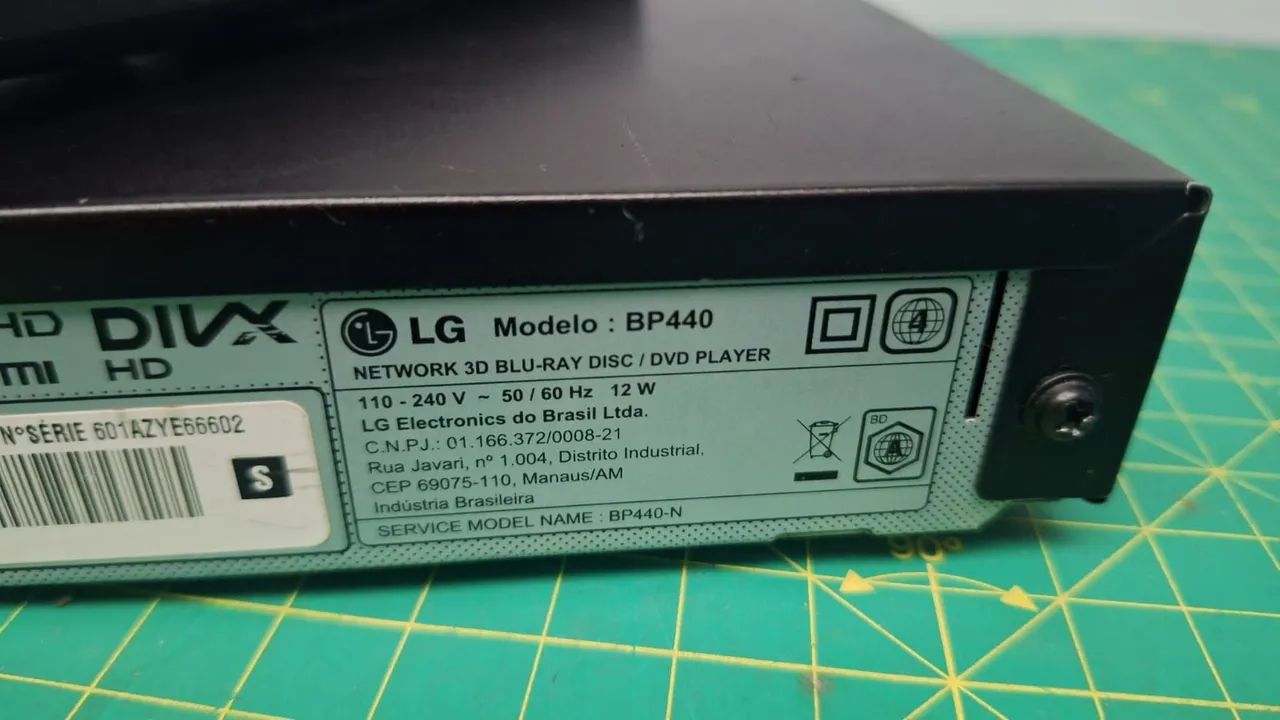 HD DIVX
HD
N°SÉRIE 601AZYE66602
S
LG Modelo : BP440
NETWORK 3D BLU-RAY DISC / DVD PLAYER
4
110 - 240 V ~ 50 / 60 Hz 12 W
LG Electronics do Brasil Ltda.
C.N.P.J.: 01.166.372/0008-21
Rua Javari, nº 1.004, Distrito Industrial,
CEP 69075-110, Manaus/AM
Indústria Brasileira
SERVICE MODEL NAME : BP440-N
BD
A
90°